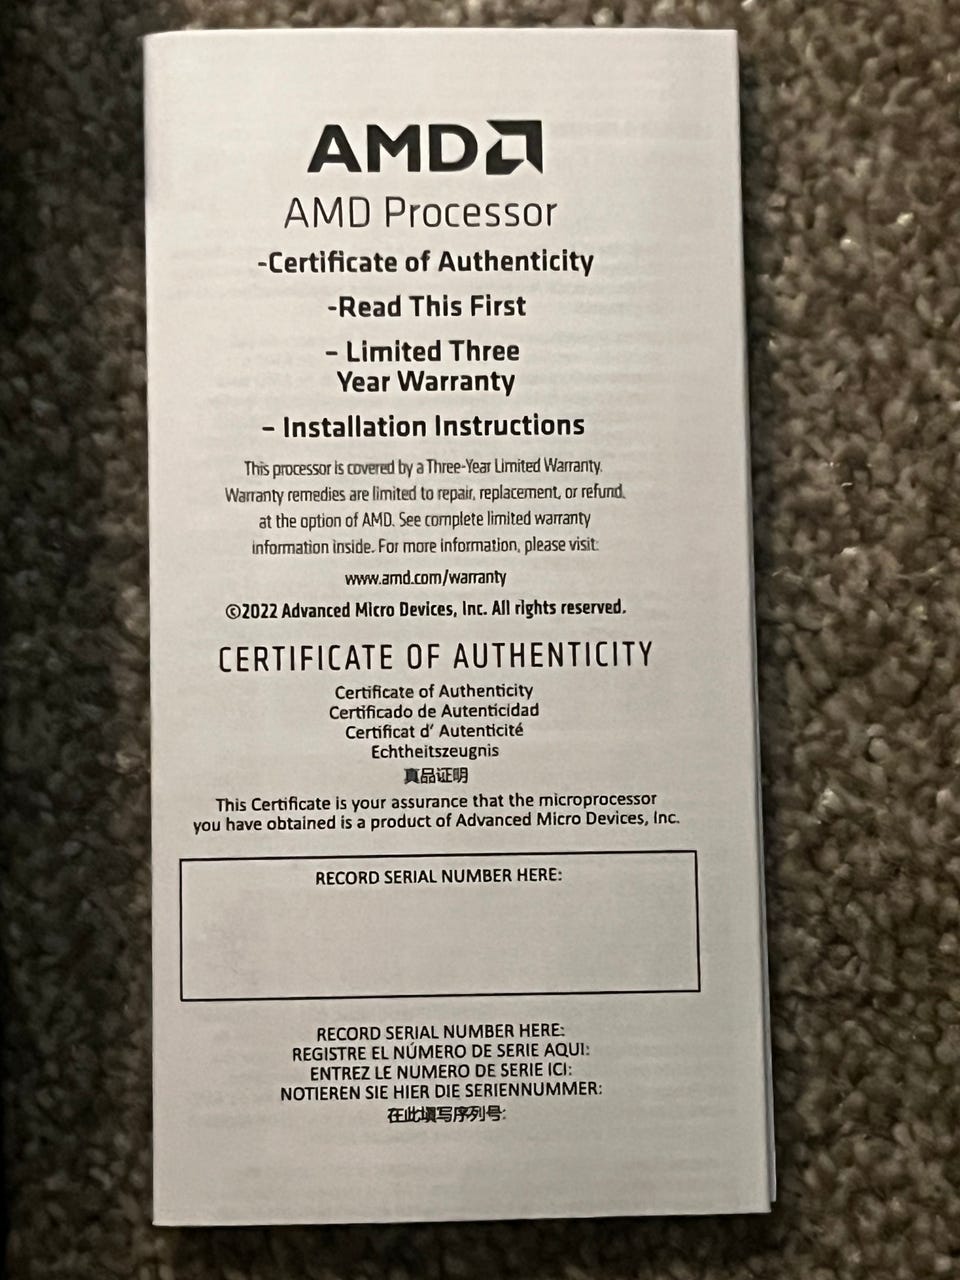 AMD
AMD Processor
-Certificate of Authenticity
-Read This First
– Limited Three
Year Warranty
– Installation Instructions
This processor is covered by a Three-Year Limited Warranty.
Warranty remedies are limited to repair, replacement, or refund,
at the option of AMD. See complete limited warranty
information inside. For more information, please visit:
www.amd.com/warranty
©2022 Advanced Micro Devices, Inc. All rights reserved.
CERTIFICATE OF AUTHENTICITY
Certificate of Authenticity
Certificado de Autenticidad
Certificat d’ Autenticité
Echtheitszeugnis
真品证明
This Certificate is your assurance that the microprocessor
you have obtained is a product of Advanced Micro Devices, Inc.
RECORD SERIAL NUMBER HERE:
RECORD SERIAL NUMBER HERE:
REGISTRE EL NÚMERO DE SERIE AQUI:
ENTREZ LE NUMERO DE SERIE ICI:
NOTIEREN SIE HIER DIE SERIENNUMMER:
在此填写序列号: